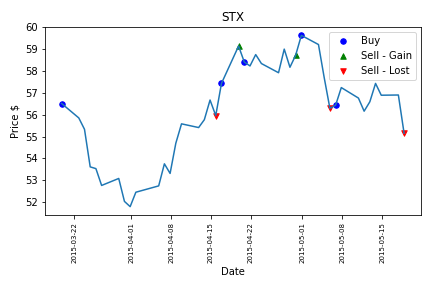 STX
60
59
58
57
56
55
54
53
52
Price $
Buy
Sell - Gain
Sell - Lost
2015-03-22
2015-04-01
2015-04-08
2015-04-15
2015-04-22
2015-05-01
2015-05-08
2015-05-15
Date